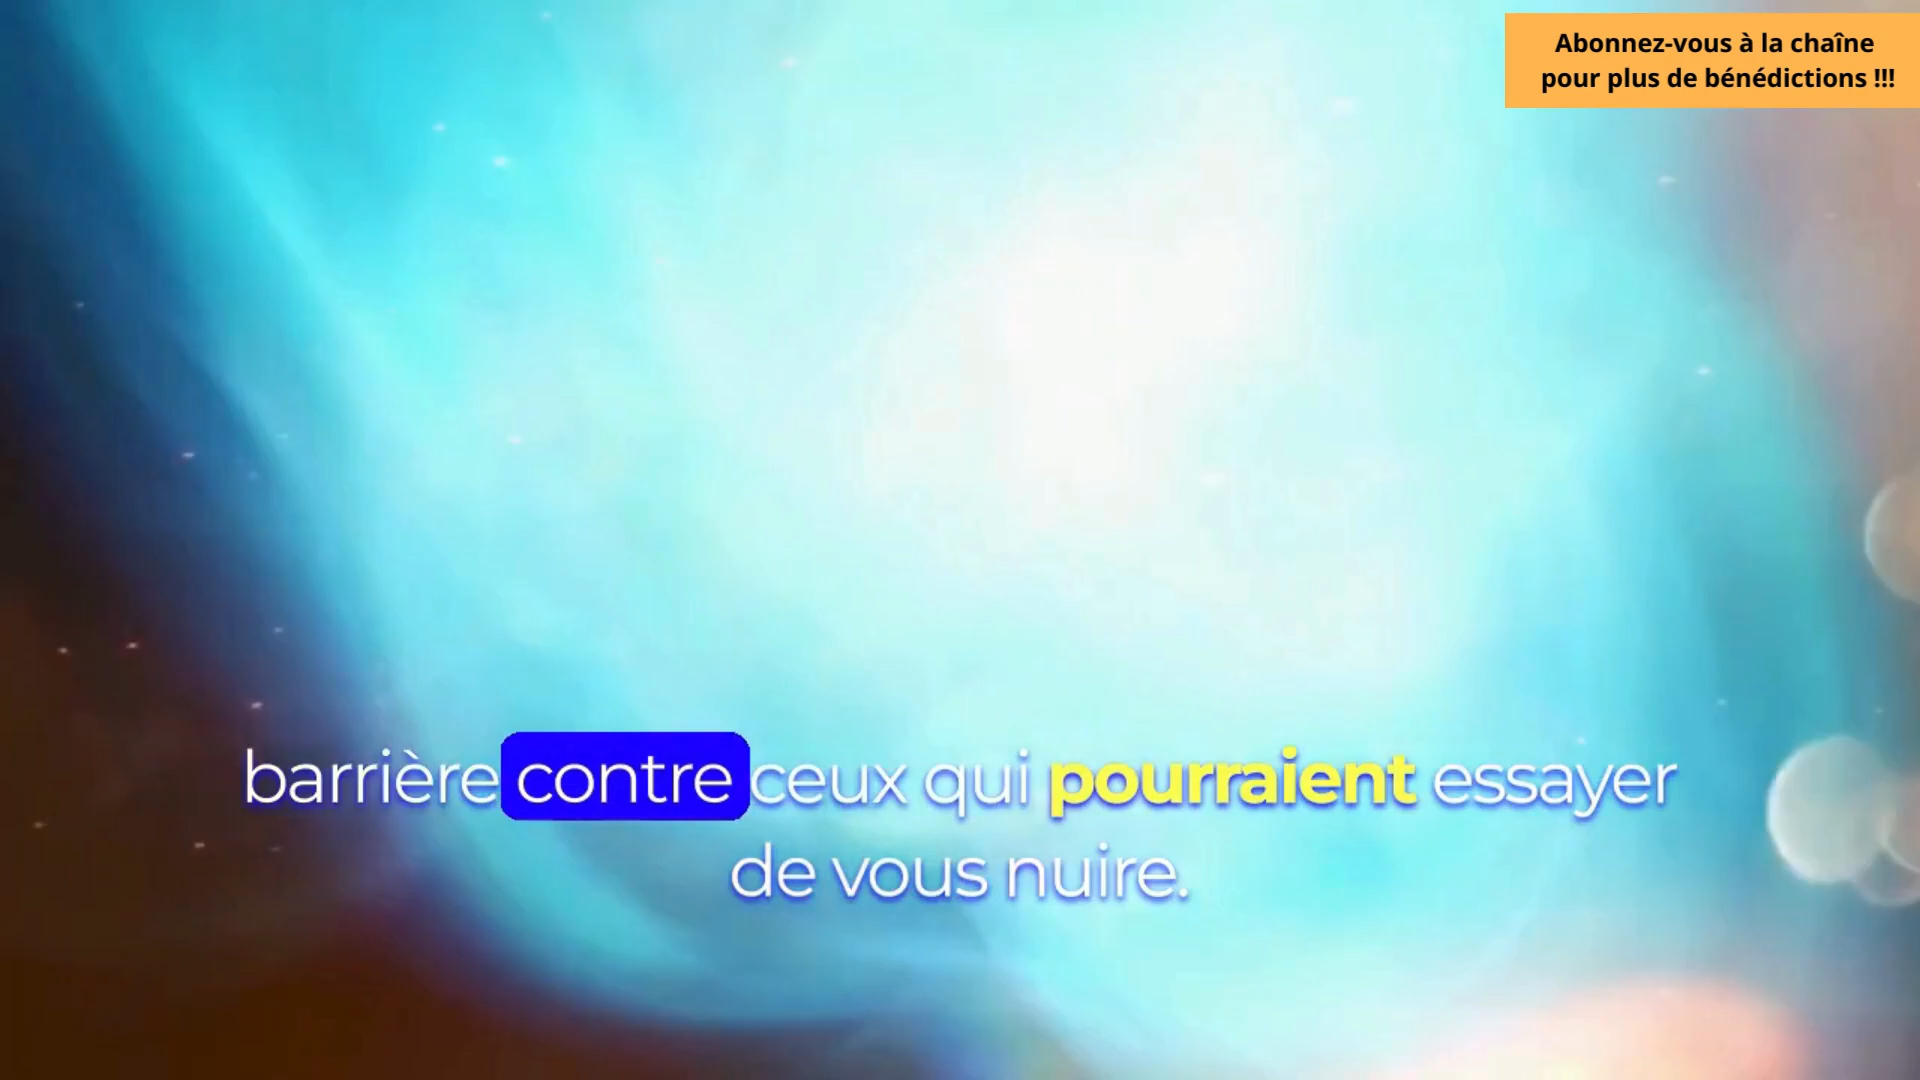 Abonnez-vous à la chaîne
pour plus de bénédictions !!!
barrière contre ceux qui pourraient essayer
de vous nuire.